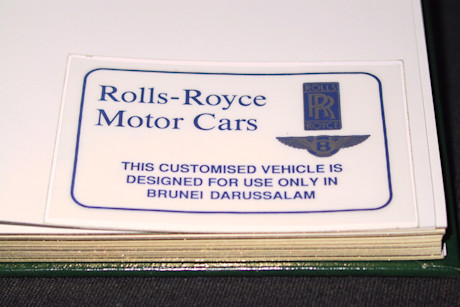 Rolls-Royce
Motor Cars
ROLLS
RR
ROYCE
B
THIS CUSTOMISED VEHICLE IS
DESIGNED FOR USE ONLY IN
BRUNEI DARUSSALAM